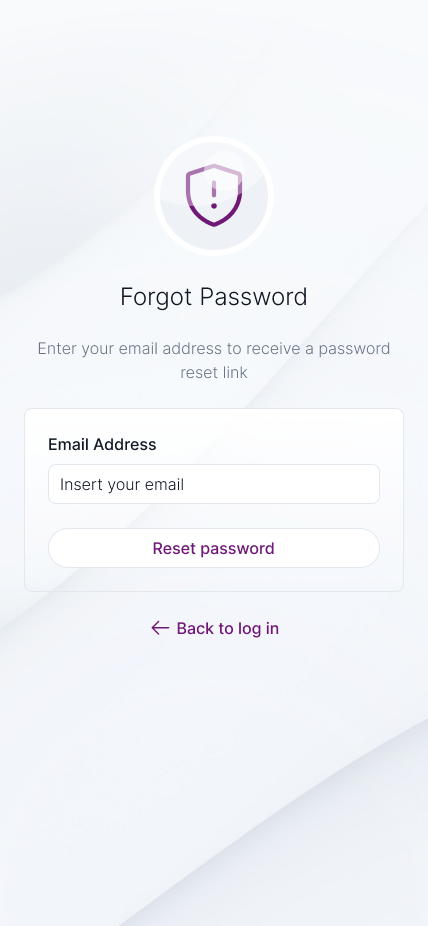 Forgot Password
Enter your email address to receive a password
reset link
Email Address
Insert your email
Reset password
Back to log in